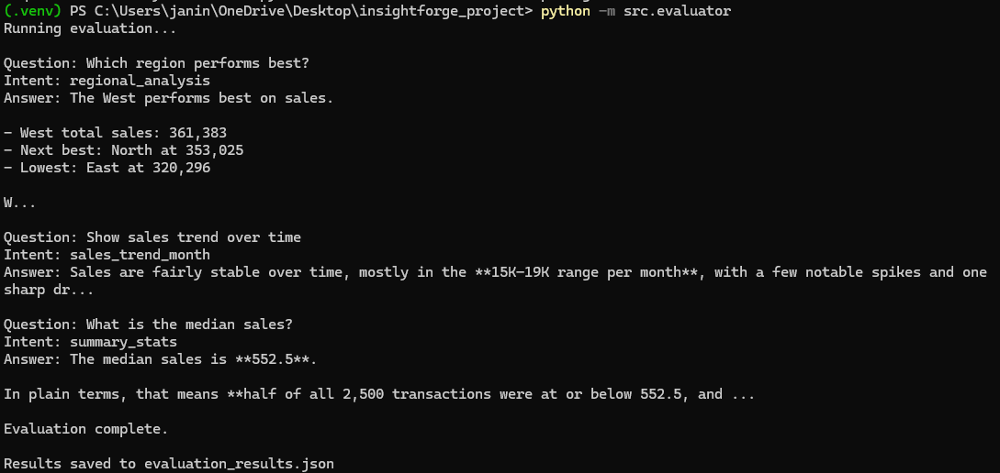 (.venv) PS C:\Users\janin\OneDrive\Desktop\insightforge_project> python -m src.evaluator
Running evaluation...
Question: Which region performs best?
Intent: regional_analysis
Answer: The West performs best on sales.
- West total sales: 361,383
- Next best: North at 353,025
- Lowest: East at 320,296
W...
Question: Show sales trend over time
Intent: sales_trend_month
Answer: Sales are fairly stable over time, mostly in the **15K–19K range per month**, with a few notable spikes and one
sharp dr...
Question: What is the median sales?
Intent: summary_stats
Answer: The median sales is **552.5**.
In plain terms, that means **half of all 2,500 transactions were at or below 552.5, and ...
Evaluation complete.
Results saved to evaluation_results.json